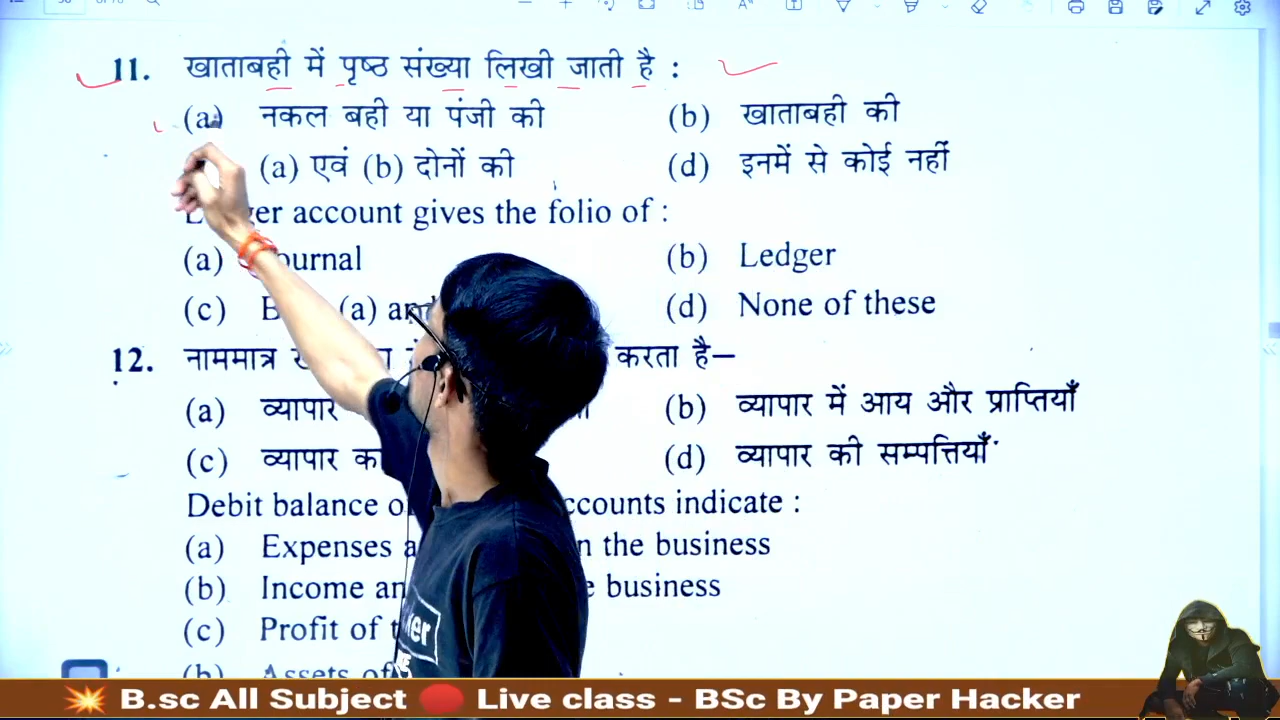 11. खाताबही में पृष्ठ संख्या लिखी जाती है :
(a) नकल बही या पंजी की (b) खाताबही की
(a) एवं (b) दोनों की (d) इनमें से कोई नहीं
account gives the folio of :
(a) Journal (b) Ledger
(c) (a) (d) None of these
12. नाममात्र करता है—
(a) व्यापार (b) व्यापार में आय और प्राप्तियाँ
(c) व्यापार (d) व्यापार की सम्पत्तियाँ
Debit balance indicate :
(a) Expenses the business
(b) Income business
(c) Profit of
Assets
B.sc All Subject Live class - BSc By Paper Hacker